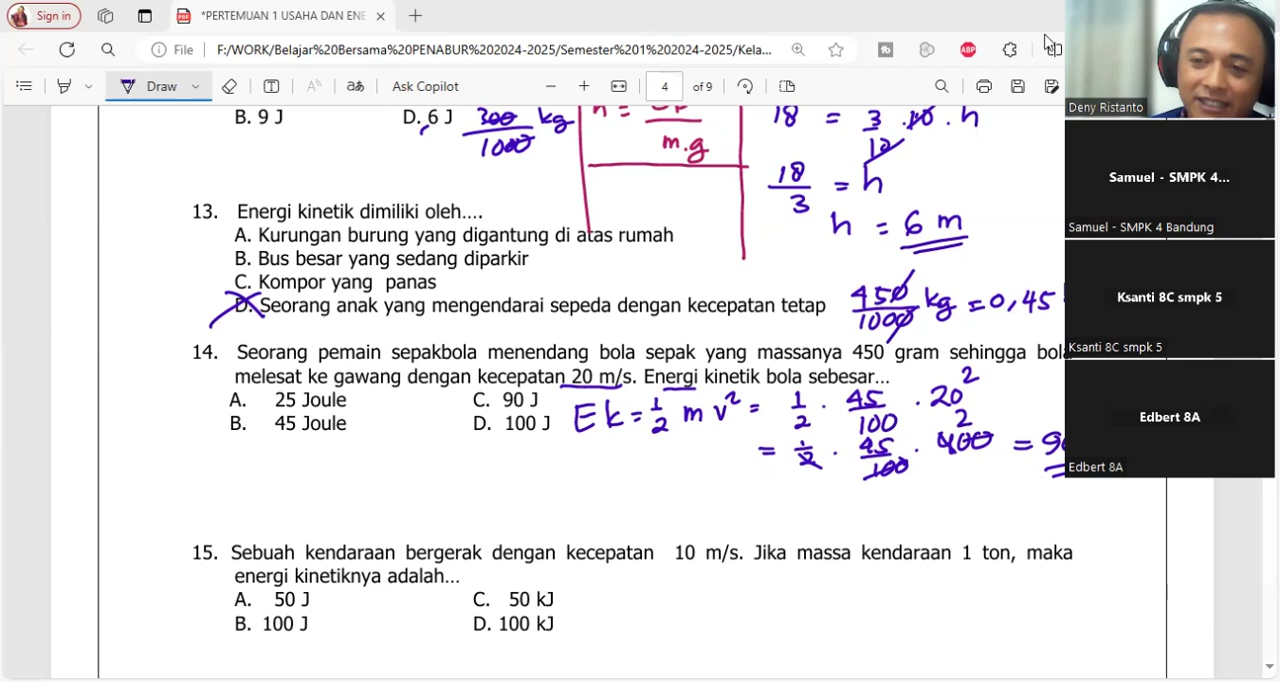 Sign in
*PERTEMUAN 1 USAHA DAN ENE
File F:/WORK/Belajar%20Bersama%20PENABUR%202024-2025/Semester%201%202024-2025/Kela...
Draw
Ask Copilot
4 of 9
Deny Ristanto
Samuel - SMPK 4...
Samuel - SMPK 4 Bandung
Ksanti 8C smpk 5
Ksanti 8C smpk 5
Edbert 8A
Edbert 8A
B. 9 J D. 6 J
300/1000 kg
m.g
18 = 3 . 10 . h
10
18/3 = h
h = 6 m
13. Energi kinetik dimiliki oleh....
A. Kurungan burung yang digantung di atas rumah
B. Bus besar yang sedang diparkir
C. Kompor yang panas
D. Seorang anak yang mengendarai sepeda dengan kecepatan tetap
450/1000 kg = 0,45
14. Seorang pemain sepakbola menendang bola sepak yang massanya 450 gram sehingga bola
melesat ke gawang dengan kecepatan 20 m/s. Energi kinetik bola sebesar...
A. 25 Joule C. 90 J
B. 45 Joule D. 100 J
Ek = 1/2 m v² = 1/2 . 45/100 . 20²
= 1/2 . 45/100 . 400 = 9
2
15. Sebuah kendaraan bergerak dengan kecepatan 10 m/s. Jika massa kendaraan 1 ton, maka
energi kinetiknya adalah...
A. 50 J C. 50 kJ
B. 100 J D. 100 kJ